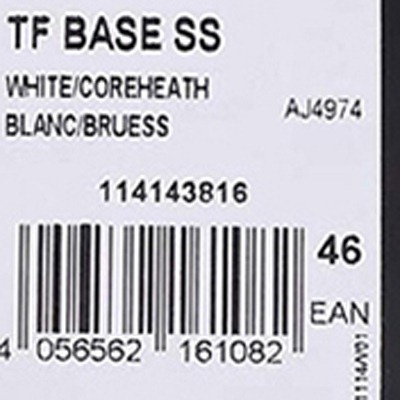 TF BASE SS
WHITE/COREHEATH
BLANC/BRUESS
AJ4974
114143816
46
EAN
4 056562 161082